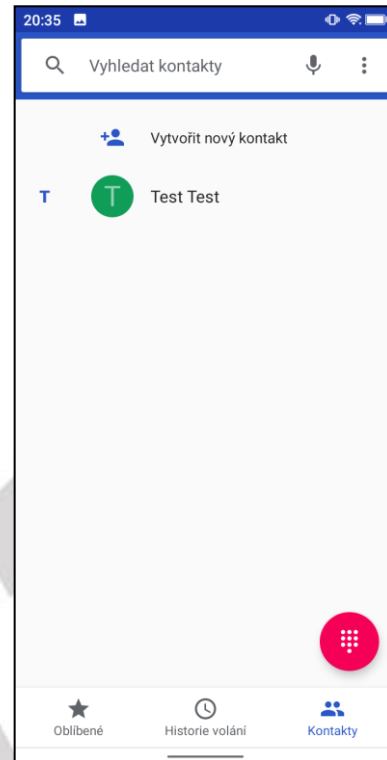 20:35
Vyhledat kontakty
Vytvořit nový kontakt
T
T
Test Test
Oblíbené
Historie volání
Kontakty